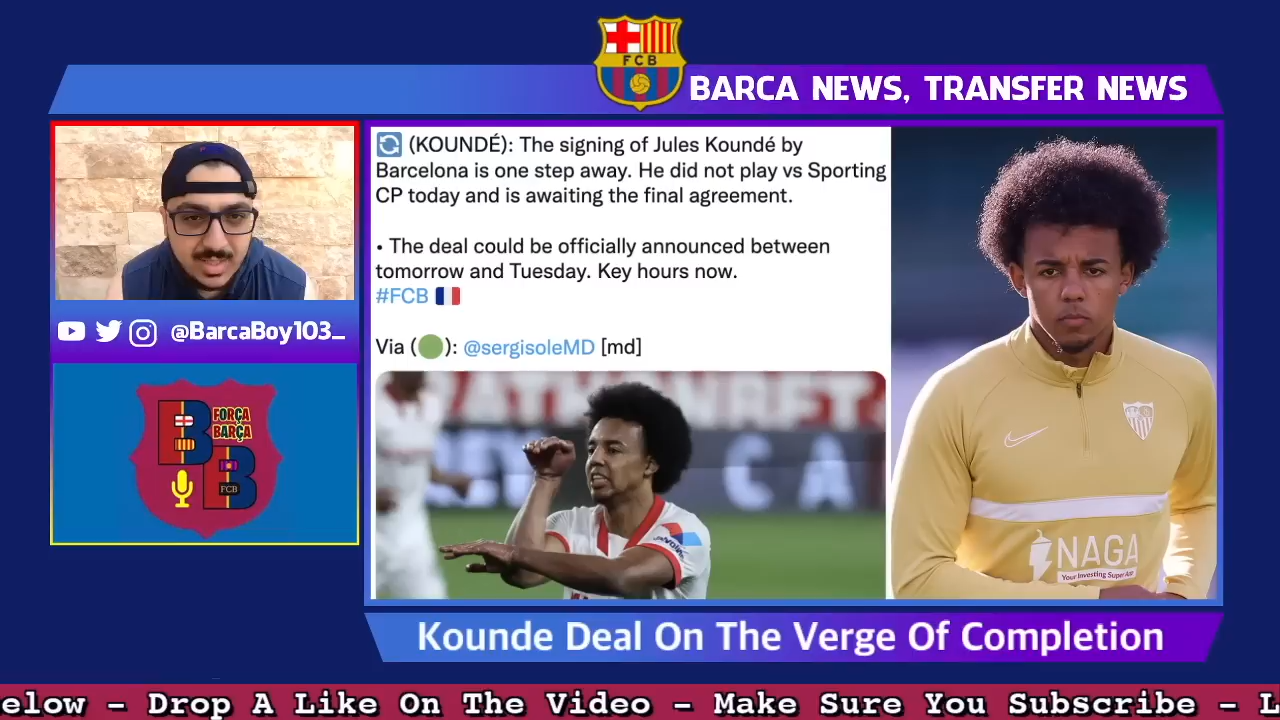 FCB
BARCA NEWS, TRANSFER NEWS
(KOUNDÉ): The signing of Jules Koundé by
Barcelona is one step away. He did not play vs Sporting
CP today and is awaiting the final agreement.
• The deal could be officially announced between
tomorrow and Tuesday. Key hours now.
#FCB
Via ( ): @sergisoleMD [md]
@BarcaBoy103_
B FORÇA
BARÇA
B
FCB
C A
NAGA
Your Investing Super App
Kounde Deal On The Verge Of Completion
elow - Drop A Like On The Video - Make Sure You Subscribe - L